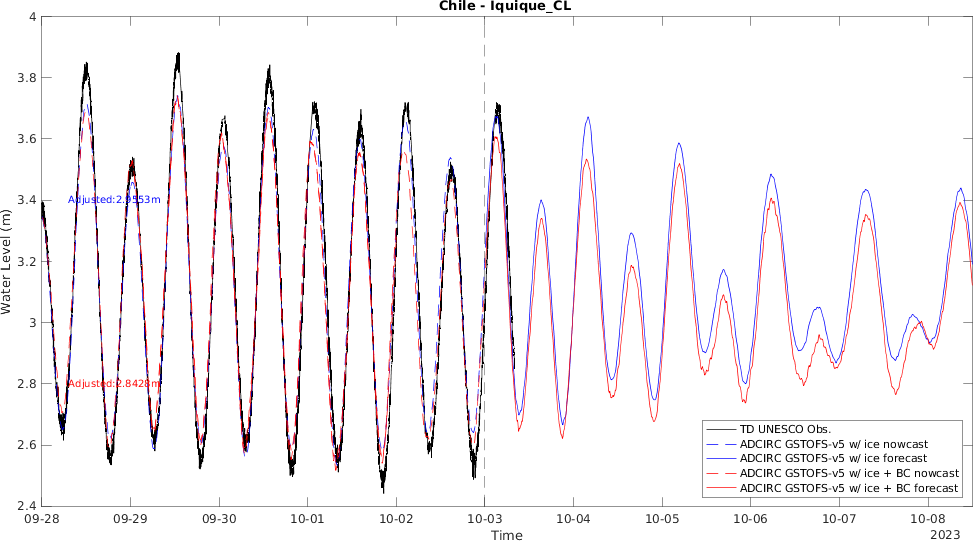 Chile - Iquique_CL
4
3.8
3.6
3.4
3.2
3
2.8
2.6
2.4
Water Level (m)
Adjusted:2.9553m
Adjusted:2.8428m
TD UNESCO Obs.
ADCIRC GSTOFS-v5 w/ ice nowcast
ADCIRC GSTOFS-v5 w/ ice forecast
ADCIRC GSTOFS-v5 w/ ice + BC nowcast
ADCIRC GSTOFS-v5 w/ ice + BC forecast
09-28 09-29 09-30 10-01 10-02 10-03 10-04 10-05 10-06 10-07 10-08
Time
2023